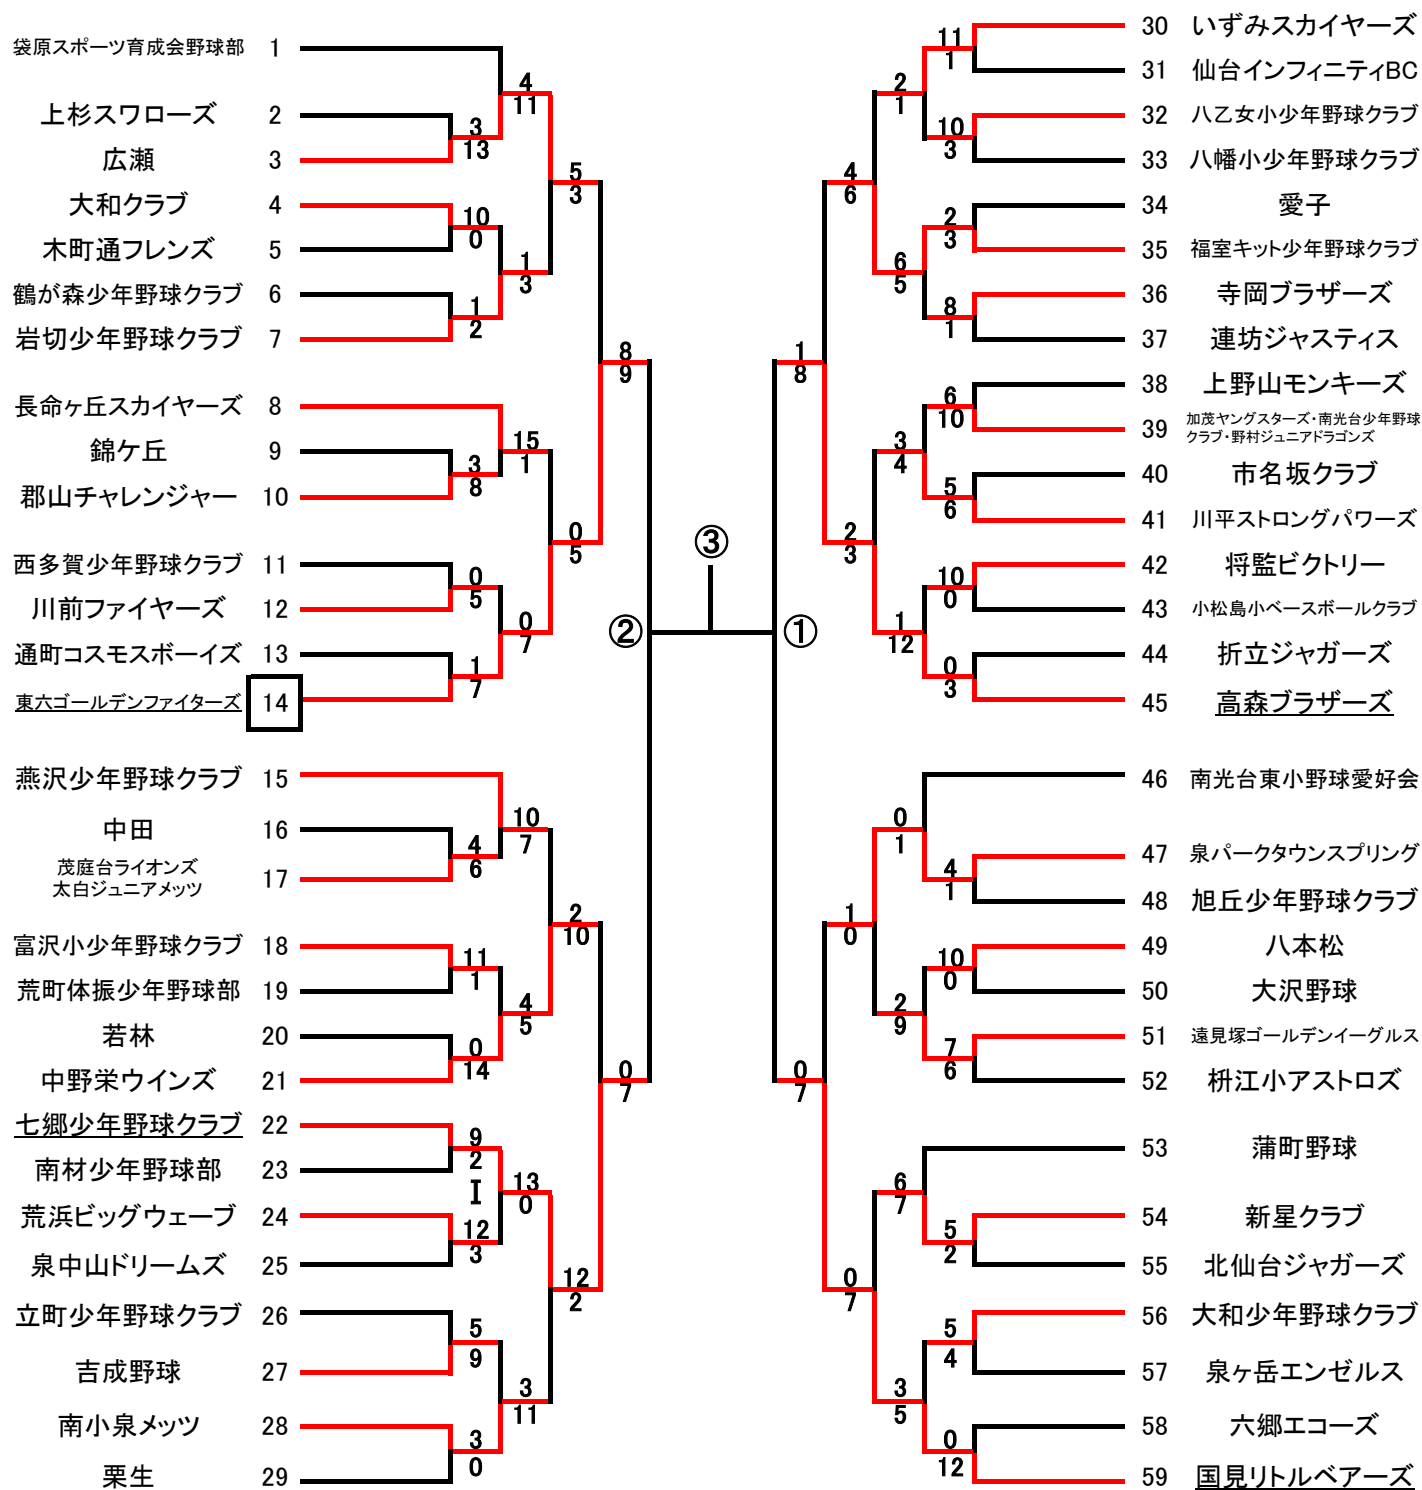 袋原スポーツ育成会野球部 1
上杉スワローズ 2
広瀬 3
大和クラブ 4
木町通フレンズ 5
鶴が森少年野球クラブ 6
岩切少年野球クラブ 7
長命ヶ丘スカイヤーズ 8
錦ケ丘 9
郡山チャレンジャー 10
西多賀少年野球クラブ 11
川前ファイヤーズ 12
通町コスモスボーイズ 13
東六ゴールデンファイターズ 14
燕沢少年野球クラブ 15
中田 16
茂庭台ライオンズ
太白ジュニアメッツ 17
富沢小少年野球クラブ 18
荒町体振少年野球部 19
若林 20
中野栄ウインズ 21
七郷少年野球クラブ 22
南材少年野球部 23
荒浜ビッグウェーブ 24
泉中山ドリームズ 25
立町少年野球クラブ 26
吉成野球 27
南小泉メッツ 28
栗生 29
3
13
10
0
1
2
3
8
0
5
1
7
4
6
11
1
0
14
9
2
I
12
3
5
9
3
0
4
11
1
3
15
1
0
7
10
7
4
5
13
0
3
11
5
3
0
5
2
10
12
2
8
9
0
7
②
③
①
1
8
0
7
4
6
2
3
1
0
0
7
2
1
6
5
3
4
1
12
0
1
2
9
6
7
3
5
11
1
10
3
2
3
8
1
6
10
5
6
10
0
0
3
4
1
10
0
7
6
5
2
5
4
0
12
30 いずみスカイヤーズ
31 仙台インフィニティBC
32 八乙女小少年野球クラブ
33 八幡小少年野球クラブ
34 愛子
35 福室キット少年野球クラブ
36 寺岡ブラザーズ
37 連坊ジャスティス
38 上野山モンキーズ
39 加茂ヤングスターズ・南光台少年野球
クラブ・野村ジュニアドラゴンズ
40 市名坂クラブ
41 川平ストロングパワーズ
42 将監ビクトリー
43 小松島小ベースボールクラブ
44 折立ジャガーズ
45 高森ブラザーズ
46 南光台東小野球愛好会
47 泉パークタウンスプリング
48 旭丘少年野球クラブ
49 八本松
50 大沢野球
51 遠見塚ゴールデンイーグルス
52 枡江小アストロズ
53 蒲町野球
54 新星クラブ
55 北仙台ジャガーズ
56 大和少年野球クラブ
57 泉ヶ岳エンゼルス
58 六郷エコーズ
59 国見リトルベアーズ